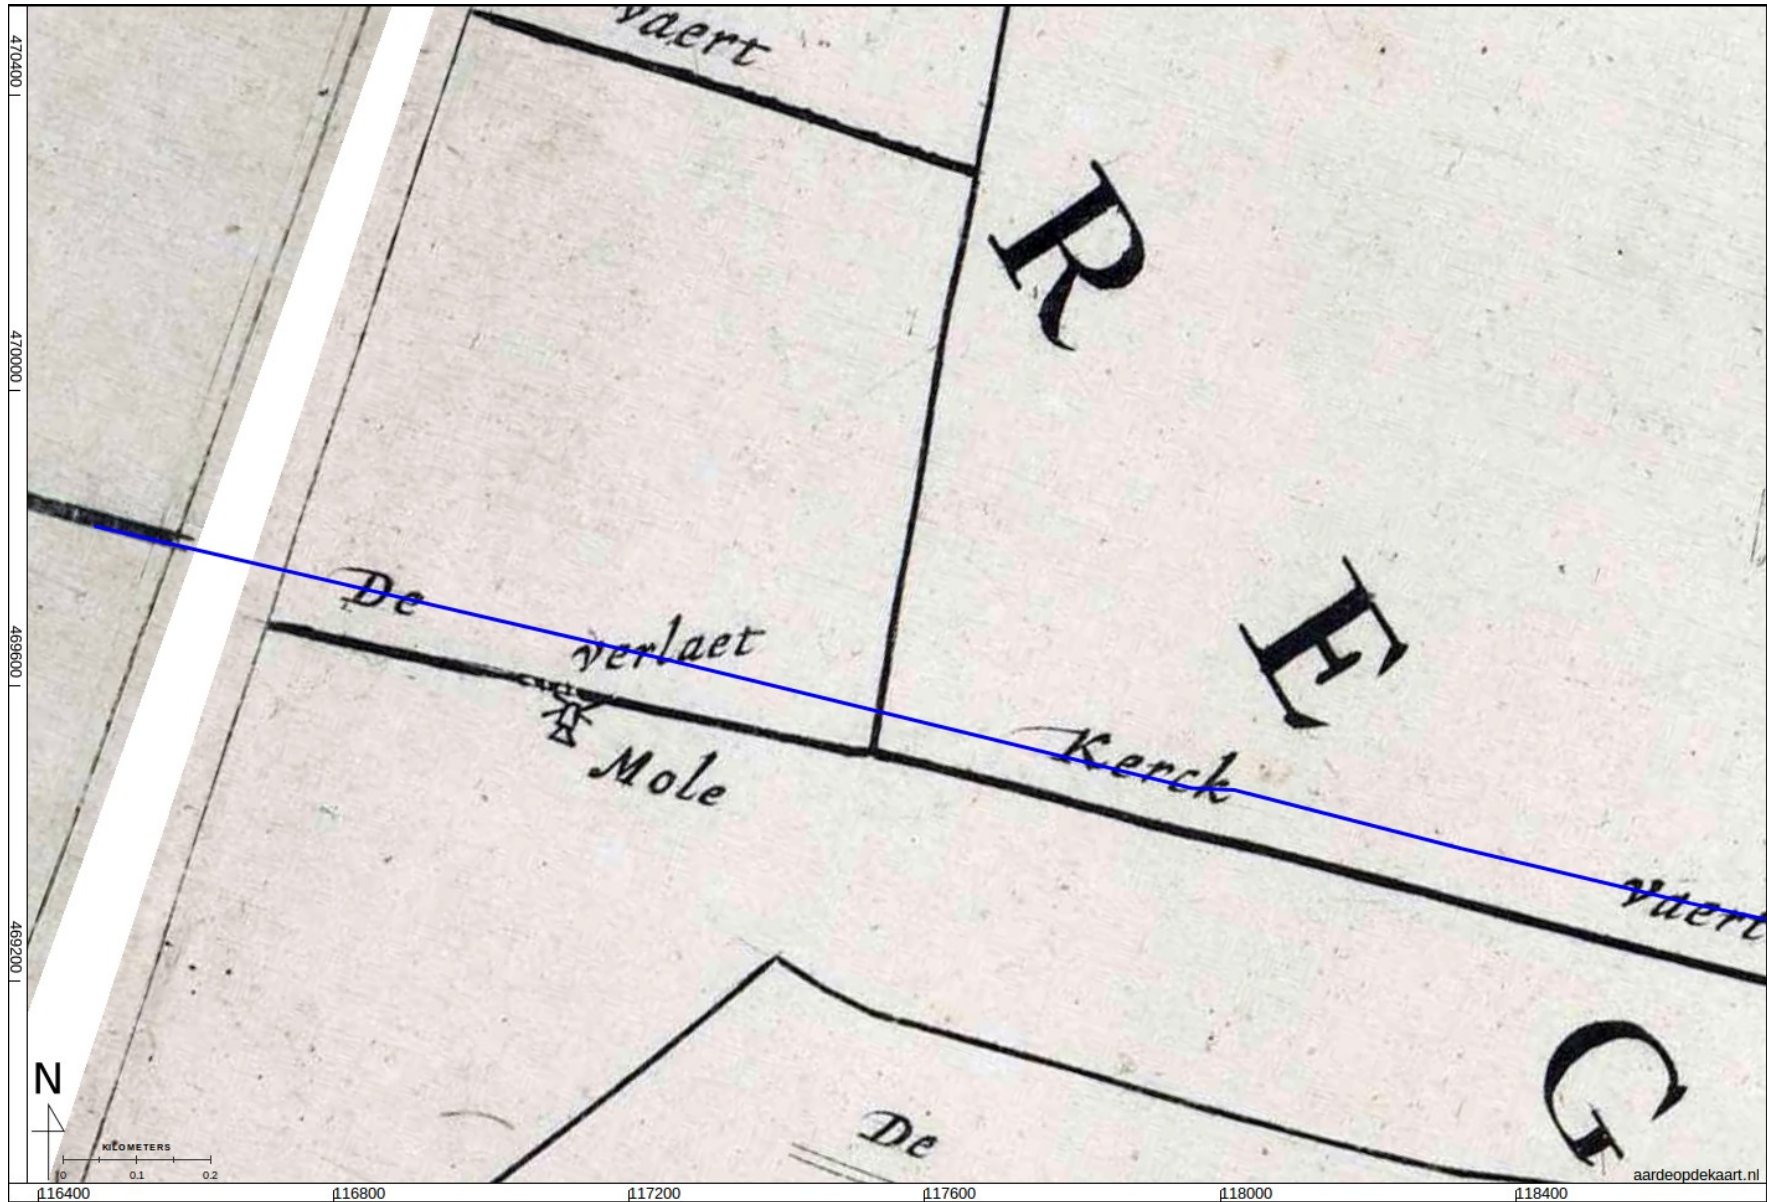 vaert
R
De
verlaet
Mole
Kerck
E
vaert
G
De
470400
470000
469600
469200
N
KILOMETERS
0 0.1 0.2
aardeopdekaart.nl
116400 116800 117200 117600 118000 118400